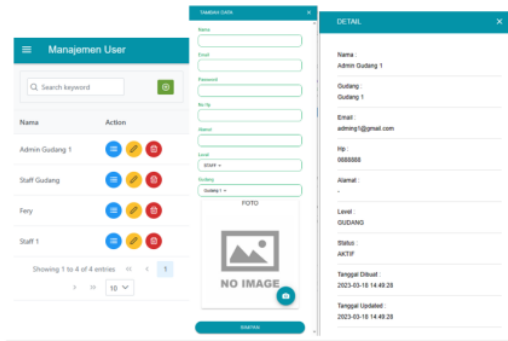 Manajemen User
Search keyword
Nama
Action
Admin Gudang 1
Staff Gudang
Fery
Staff 1
Showing 1 to 4 of 4 entries
1
10
TAMBAH DATA
Nama
Email
Password
No Hp
Alamat
Level
STAFF
Gudang
Gudang 1
FOTO
NO IMAGE
DETAIL
Nama :
Admin Gudang 1
Gudang :
Gudang 1
Email :
adming1@gmail.com
Hp :
0888888
Alamat :
-
Level :
GUDANG
Status :
AKTIF
Tanggal Dibuat :
2023-03-18 14:49:28
Tanggal Updated :
2023-03-18 14:49:28